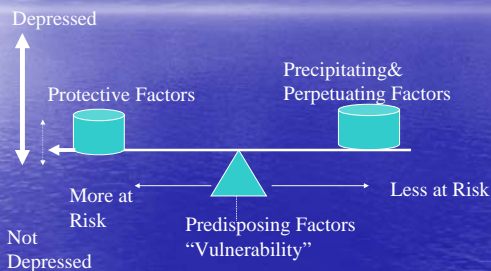 Depressed
Protective Factors
Precipitating&
Perpetuating Factors
More at
Risk
Less at Risk
Predisposing Factors
“Vulnerability”
Not
Depressed